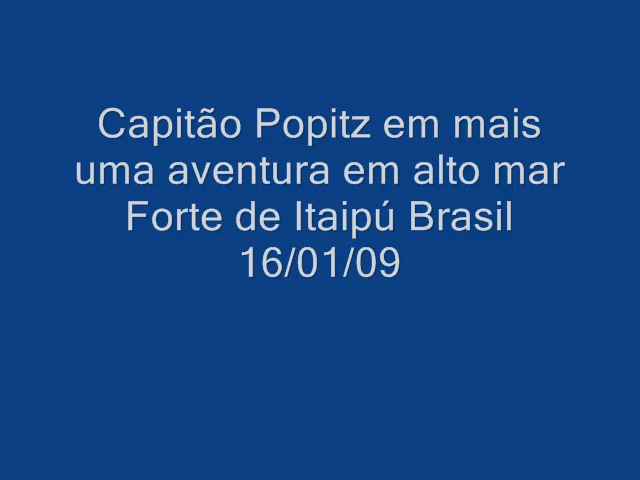 Capitão Popitz em mais
uma aventura em alto mar
Forte de Itaipú Brasil
16/01/09